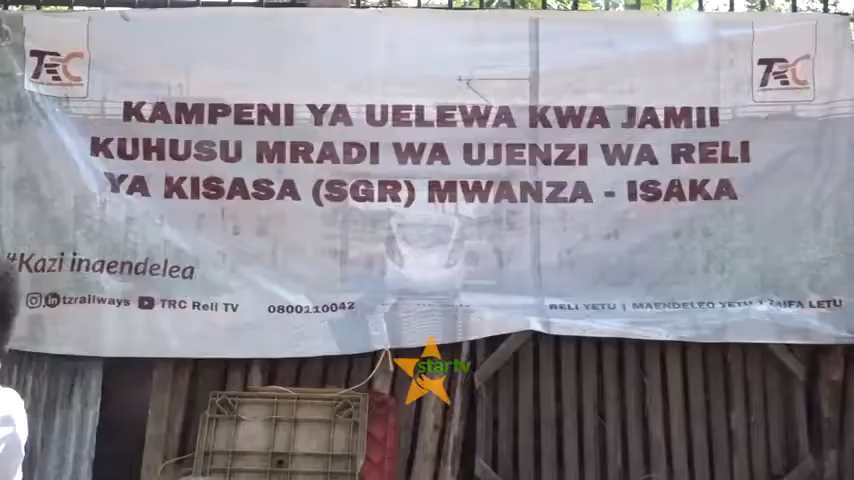 TRC
TRC
KAMPENI YA UELEWA KWA JAMII
KUHUSU MRADI WA UJENZI WA RELI
YA KISASA (SGR) MWANZA - ISAKA
#Kazi inaendelea
tzrailways TRC Reli TV 0800110042
RELI YETU | MAENDELEO YETU | TAIFA LETU
startv